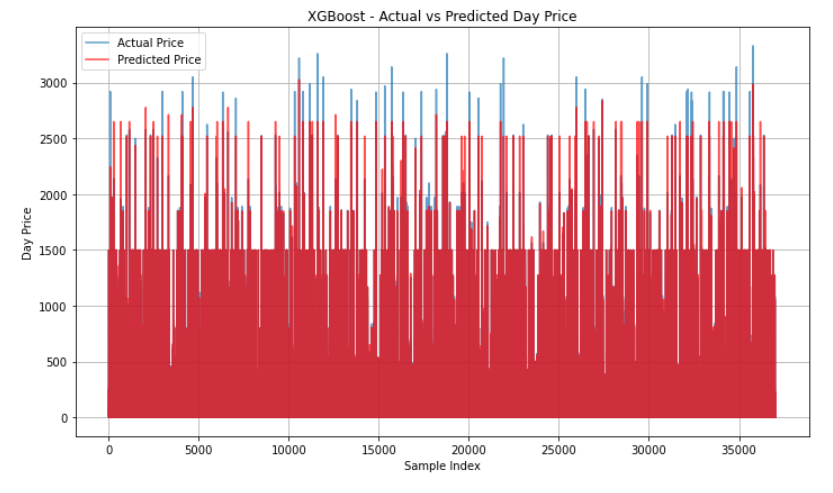 XGBoost - Actual vs Predicted Day Price
Actual Price
Predicted Price
Day Price
3000
2500
2000
1500
1000
500
0
0 5000 10000 15000 20000 25000 30000 35000
Sample Index